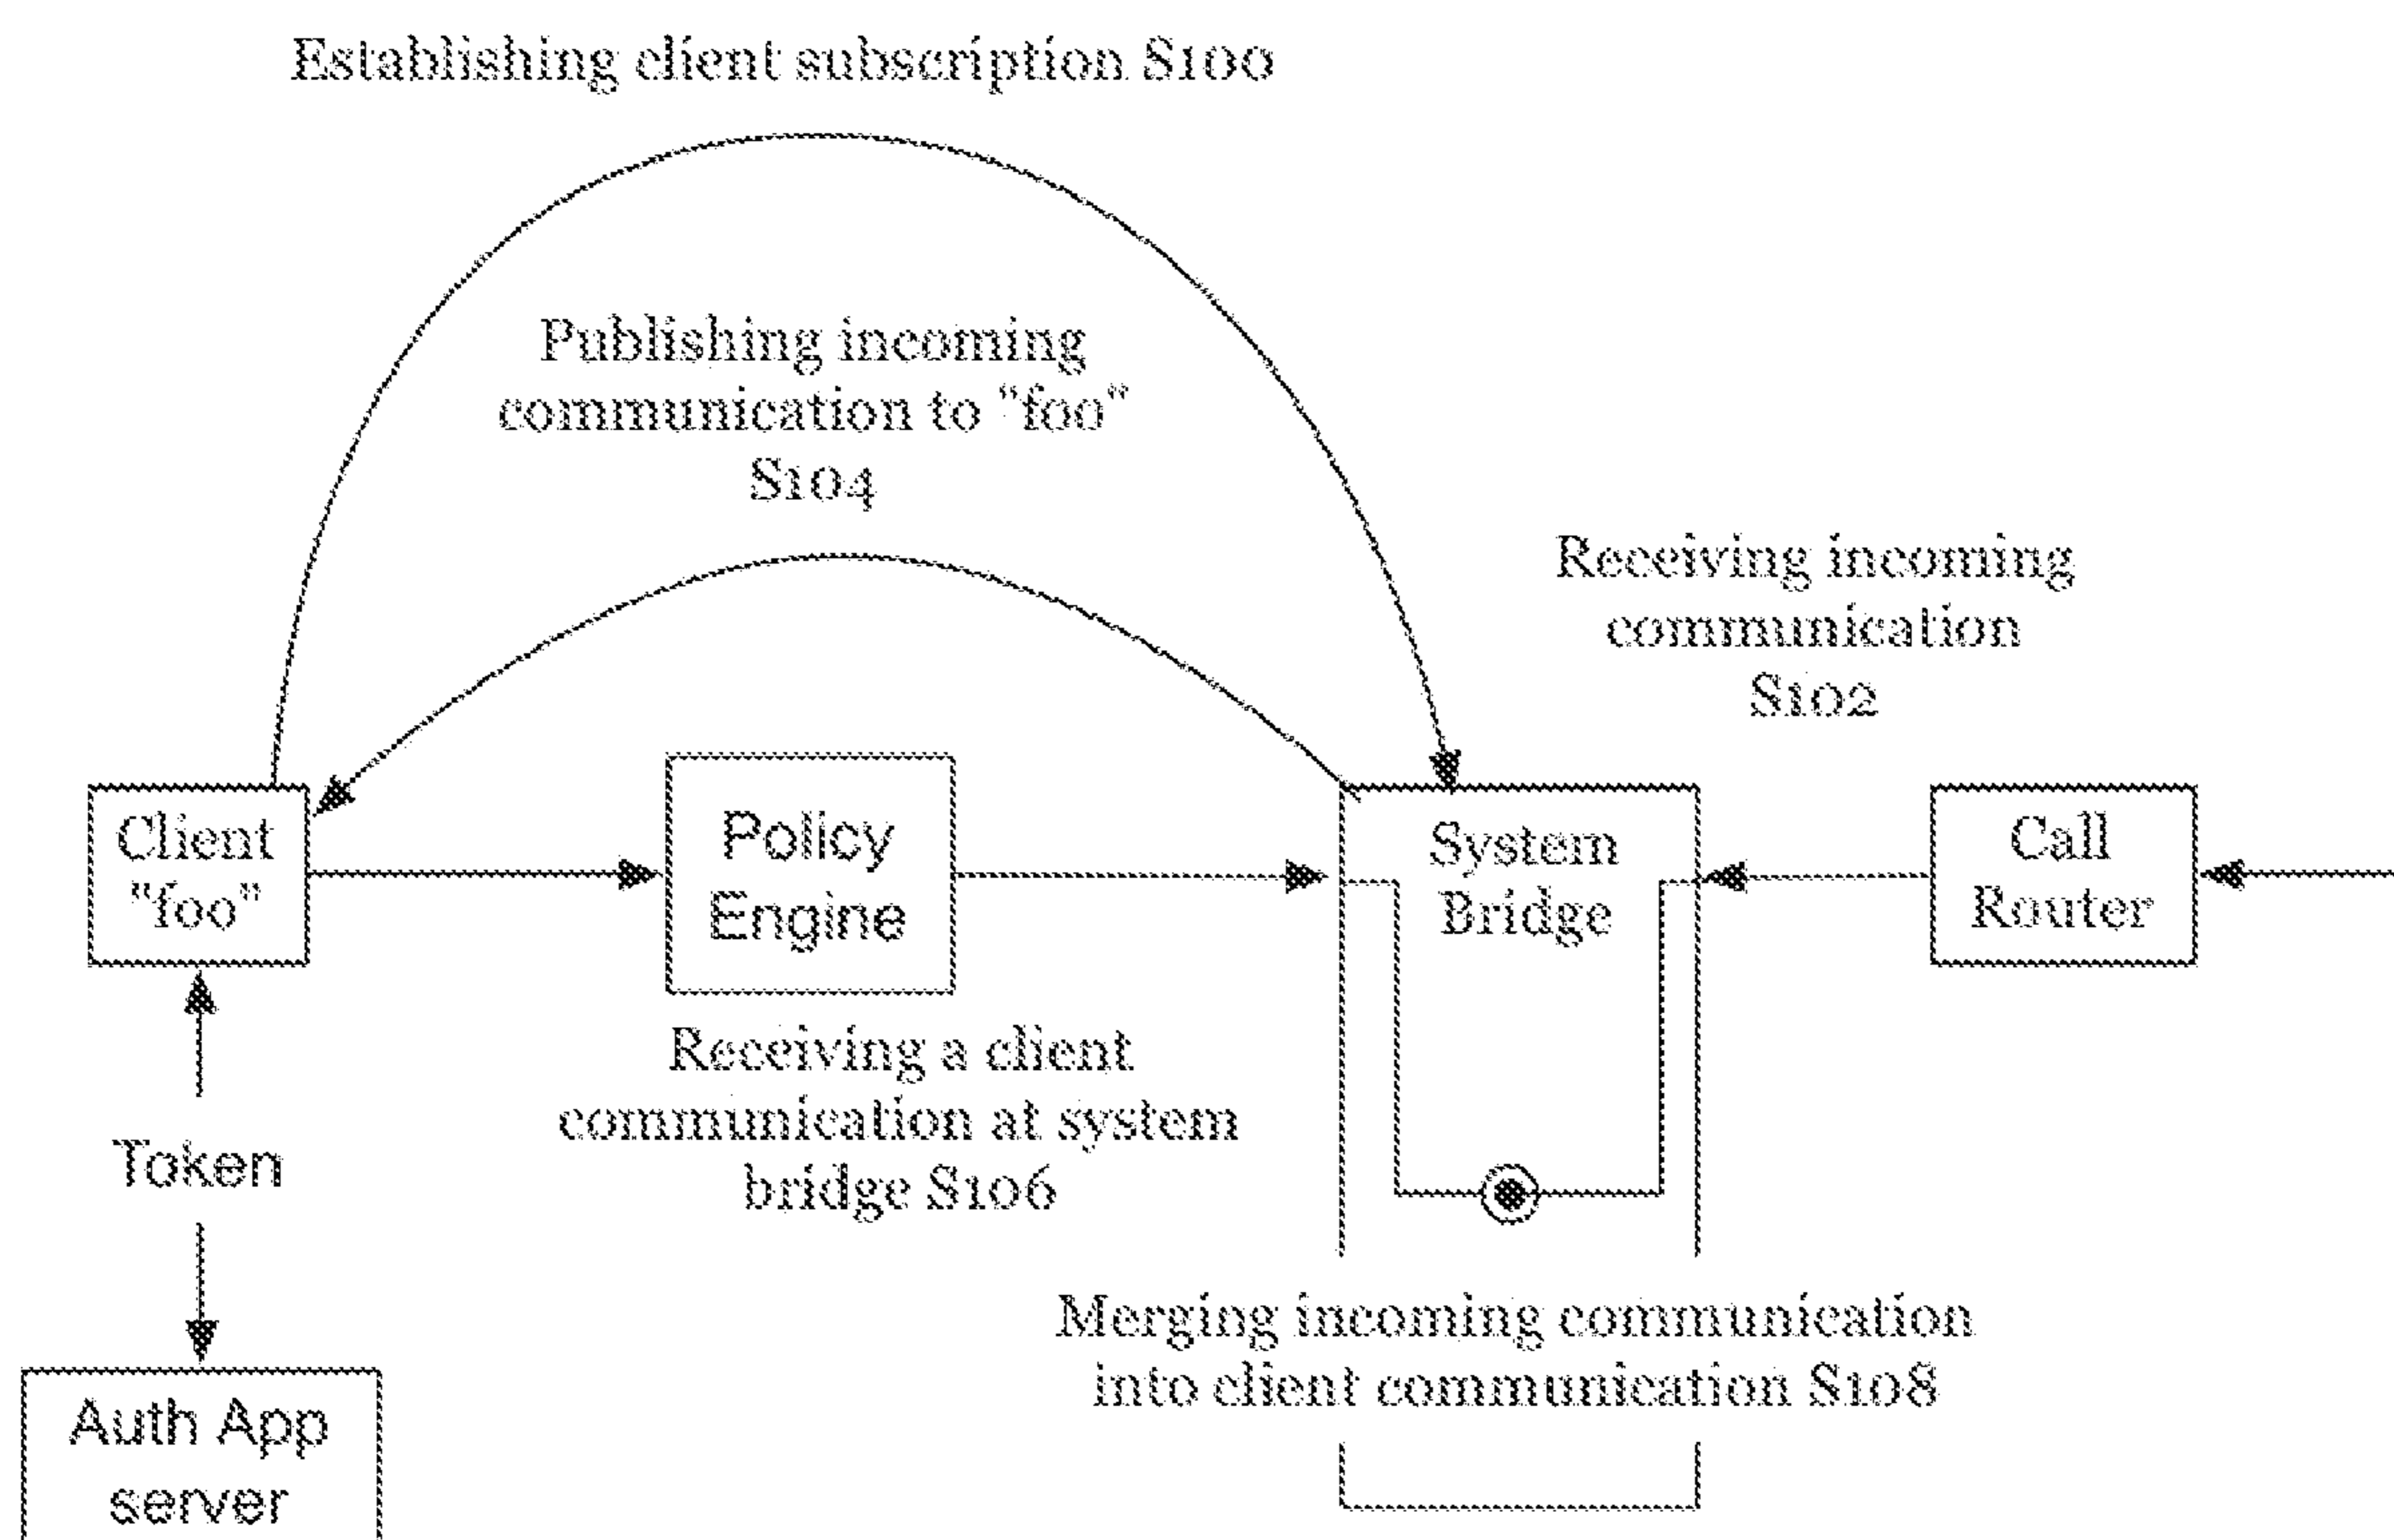 Establishing client subscription S100
Publishing incoming
communication to "foo"
S104
Receiving incoming
communication
S102
Client
"foo"
Policy
Engine
System
Bridge
Call
Router
Receiving a client
communication at system
bridge S106
Token
Merging incoming communication
into client communication S108
Auth App
server